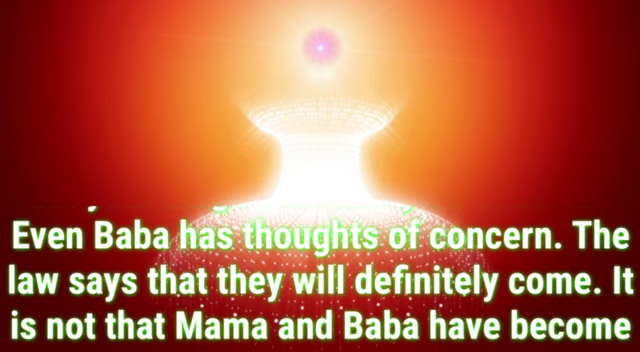 Even Baba has thoughts of concern. The
law says that they will definitely come. It
is not that Mama and Baba have become